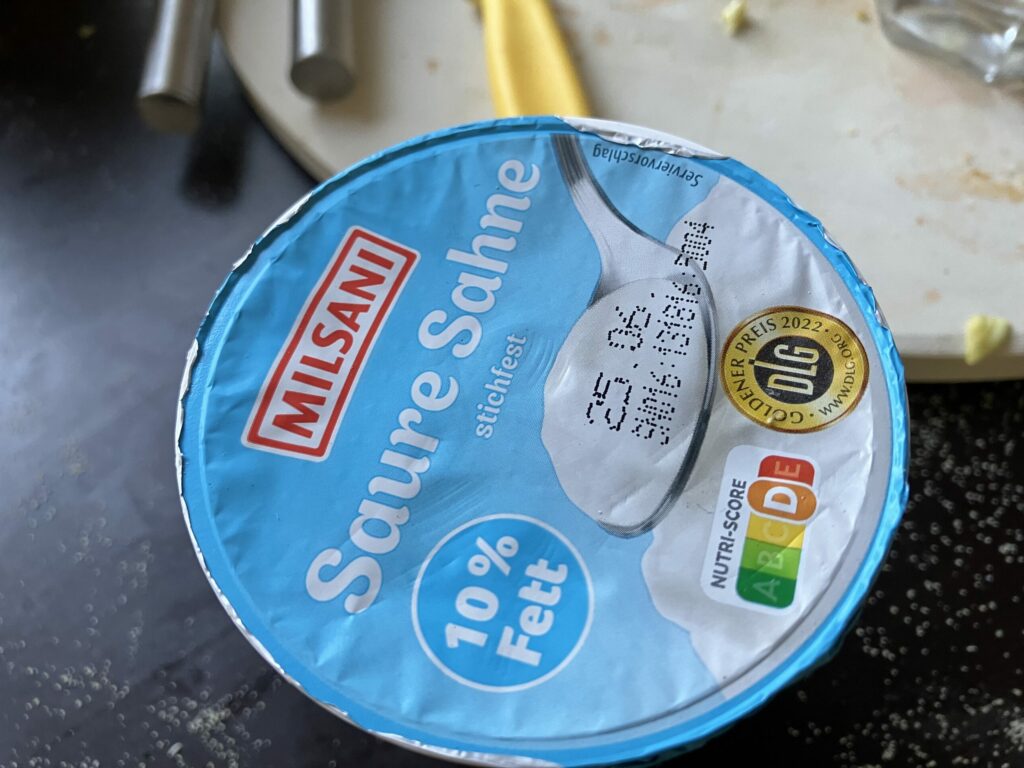 MILSANI
Saure Sahne
stichfest
10 %
Fett
Serviervorschlag
25.06.
GOLDENER PREIS 2022 · WWW.DLG.ORG ·
DLG
NUTRI-SCORE
A B C D E